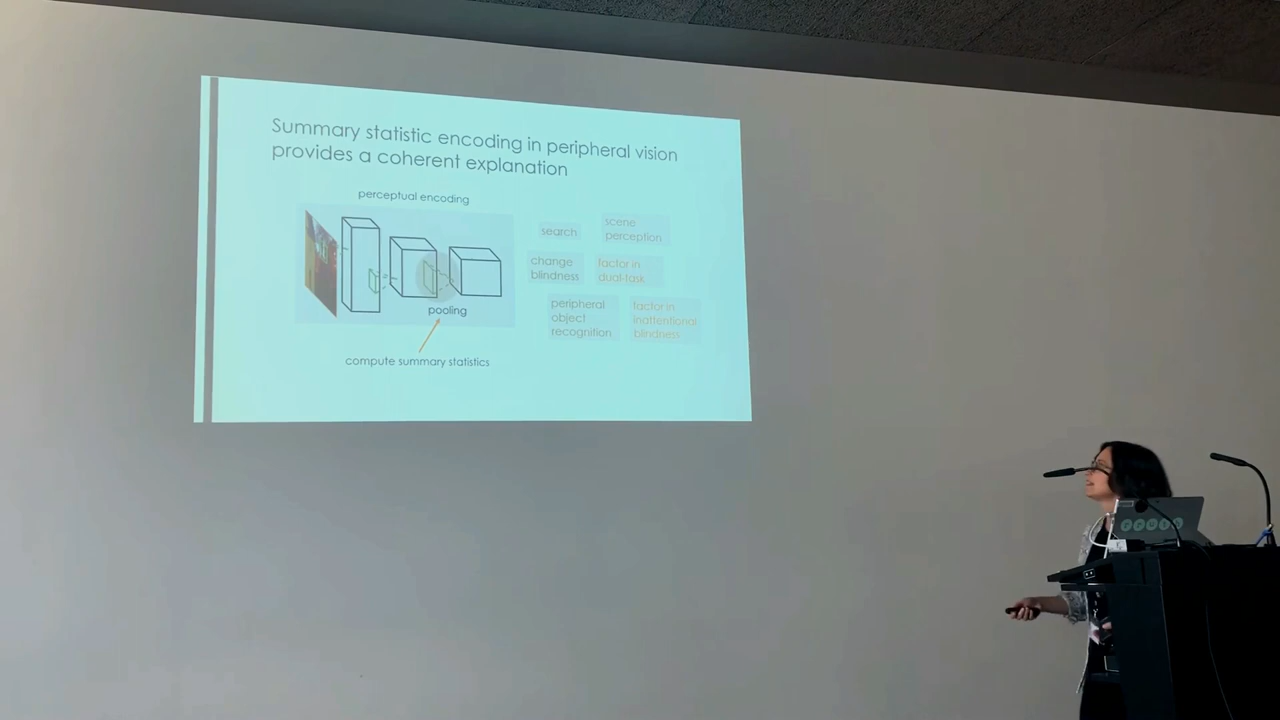 Summary statistic encoding in peripheral vision
provides a coherent explanation
perceptual encoding
pooling
compute summary statistics
search
scene
perception
change
blindness
factor in
dual-task
peripheral
object
recognition
factor in
inattentional
blindness